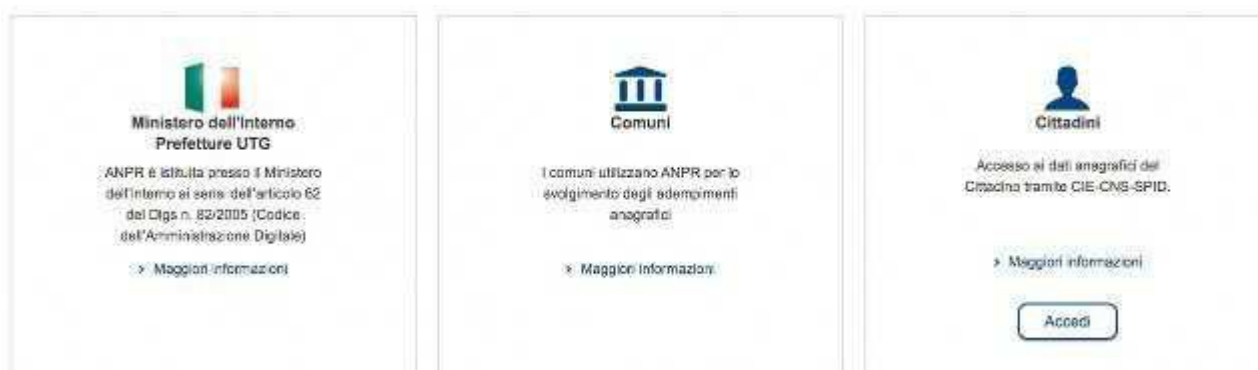 Ministero dell'Interno
Prefetture UTG
ANPR è istituita presso il Ministero
dell'Interno ai sensi dell'articolo 62
del Dlgs n. 82/2005 (Codice
dell'Amministrazione Digitale)
› Maggiori informazioni
Comuni
I comuni utilizzano ANPR per lo
svolgimento degli adempimenti
anagrafici
› Maggiori informazioni
Cittadini
Accesso ai dati anagrafici del
Cittadino tramite CIE-CNS-SPID.
› Maggiori informazioni
Accedi